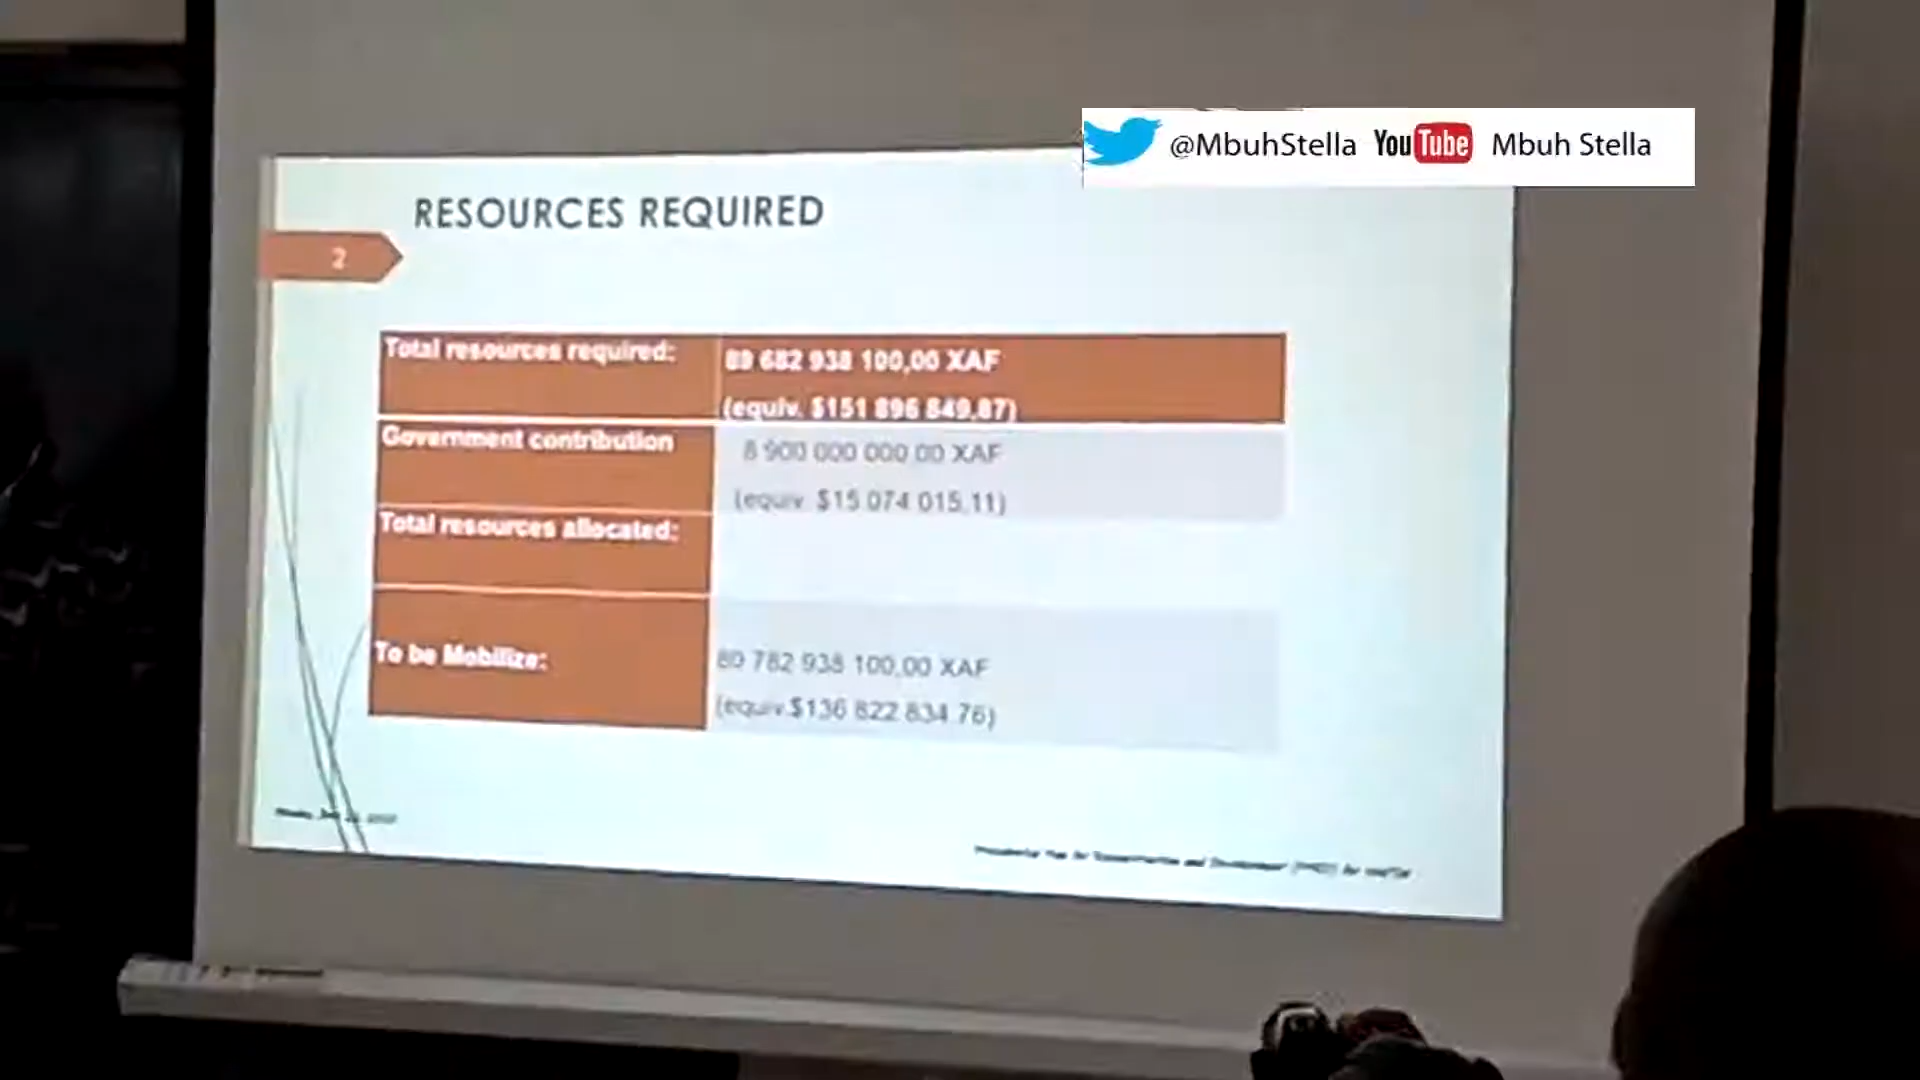 @MbuhStella YouTube Mbuh Stella
RESOURCES REQUIRED
2
Total resources required:
89 682 938 100,00 XAF
(equiv. $151 896 849,87)
Government contribution
8 900 000 000,00 XAF
(equiv. $15 074 015.11)
Total resources allocated:
To be Mobilize:
80 782 938 100,00 XAF
(equiv.$136 822 834.76)